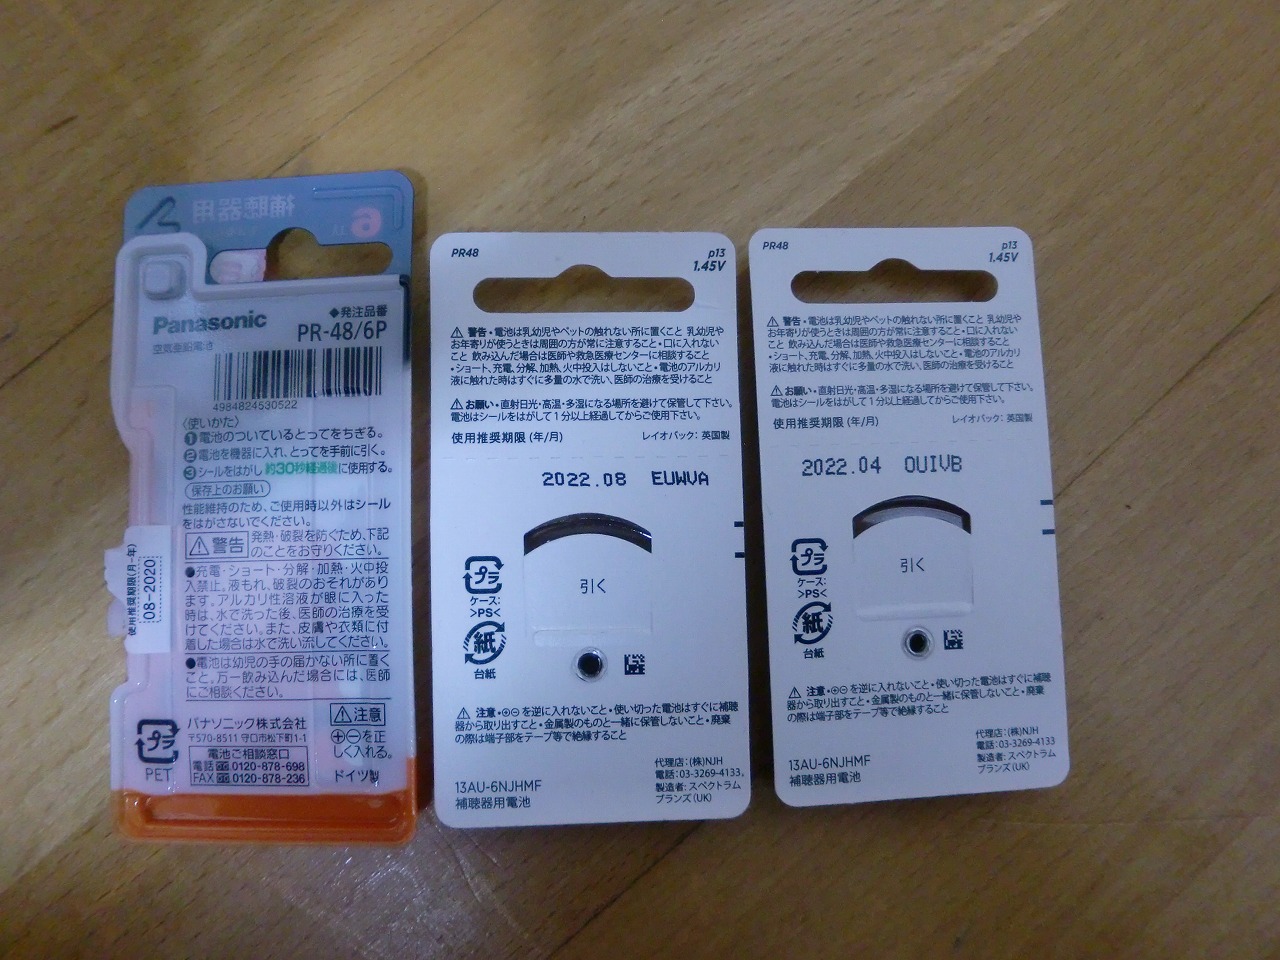 補聴器用
6
Panasonic
空気亜鉛電池
◆発注品番
PR-48/6P
4984824530522
〈使いかた〉
❶電池のついているとってをちぎる。
❷電池を機器に入れ、とってを手前に引く。
❸シールをはがし約30秒経過後に使用する。
保存上のお願い
性能維持のため、ご使用時以外はシール
をはがさないでください。
⚠警告 発熱・破裂を防ぐため、下記
のことをお守りください。
●充電・ショート・分解・加熱・火中投
入禁止。液もれ、破裂のおそれがあり
ます。アルカリ性溶液が眼に入った
時は、水で洗った後、医師の治療を受
けてください。また、皮膚や衣類に付
着した場合は水で洗い流してください。
●電池は幼児の手の届かない所に置く
こと。万一飲み込んだ場合には、医師
にご相談ください。
使用推奨期限(月-年)
08-2020
プラ
PET
パナソニック株式会社
〒570-8511 守口市松下町1-1
電池ご相談窓口
電話 0120-878-698
FAX 0120-878-236
⚠注意
⊕⊖を正
しく入れる。
ドイツ製
PR48
p13
1.45V
⚠ 警告・電池は乳幼児やペットの触れない所に置くこと 乳幼児や
お年寄りが使うときは周囲の方が常に注意すること・口に入れない
こと 飲み込んだ場合は医師や救急医療センターに相談すること
・ショート、充電、分解、加熱、火中投入はしないこと・電池のアルカリ
液に触れた時はすぐに多量の水で洗い、医師の治療を受けること
⚠ お願い・直射日光・高温・多湿になる場所を避けて保管して下さい。
電池はシールをはがして1分以上経過してからご使用下さい。
使用推奨期限(年/月)
レイオパック:英国製
2022.08 EUWVA
引く
プラ
ケース:
>PS<
紙
台紙
⚠ 注意・⊕⊖を逆に入れないこと・使い切った電池はすぐに補聴
器から取り出すこと・金属製のものと一緒に保管しないこと・廃棄
の際は端子部をテープ等で絶縁すること
13AU-6NJHMF
補聴器用電池
代理店:(株)NJH
電話:03-3269-4133,
製造者:スペクトラム
ブランズ(UK)
PR48
p13
1.45V
⚠ 警告・電池は乳幼児やペットの触れない所に置くこと 乳幼児や
お年寄りが使うときは周囲の方が常に注意すること・口に入れない
こと 飲み込んだ場合は医師や救急医療センターに相談すること
・ショート、充電、分解、加熱、火中投入はしないこと・電池のアルカリ
液に触れた時はすぐに多量の水で洗い、医師の治療を受けること
⚠ お願い・直射日光・高温・多湿になる場所を避けて保管して下さい。
電池はシールをはがして1分以上経過してからご使用下さい。
使用推奨期限(年/月)
レイオパック:英国製
2022.04 OUIVB
引く
プラ
ケース:
>PS<
紙
台紙
⚠ 注意・⊕⊖を逆に入れないこと・使い切った電池はすぐに補聴
器から取り出すこと・金属製のものと一緒に保管しないこと・廃棄
の際は端子部をテープ等で絶縁すること
13AU-6NJHMF
補聴器用電池
代理店:(株)NJH
電話:03-3269-4133
製造者:スペクトラム
ブランズ(UK)